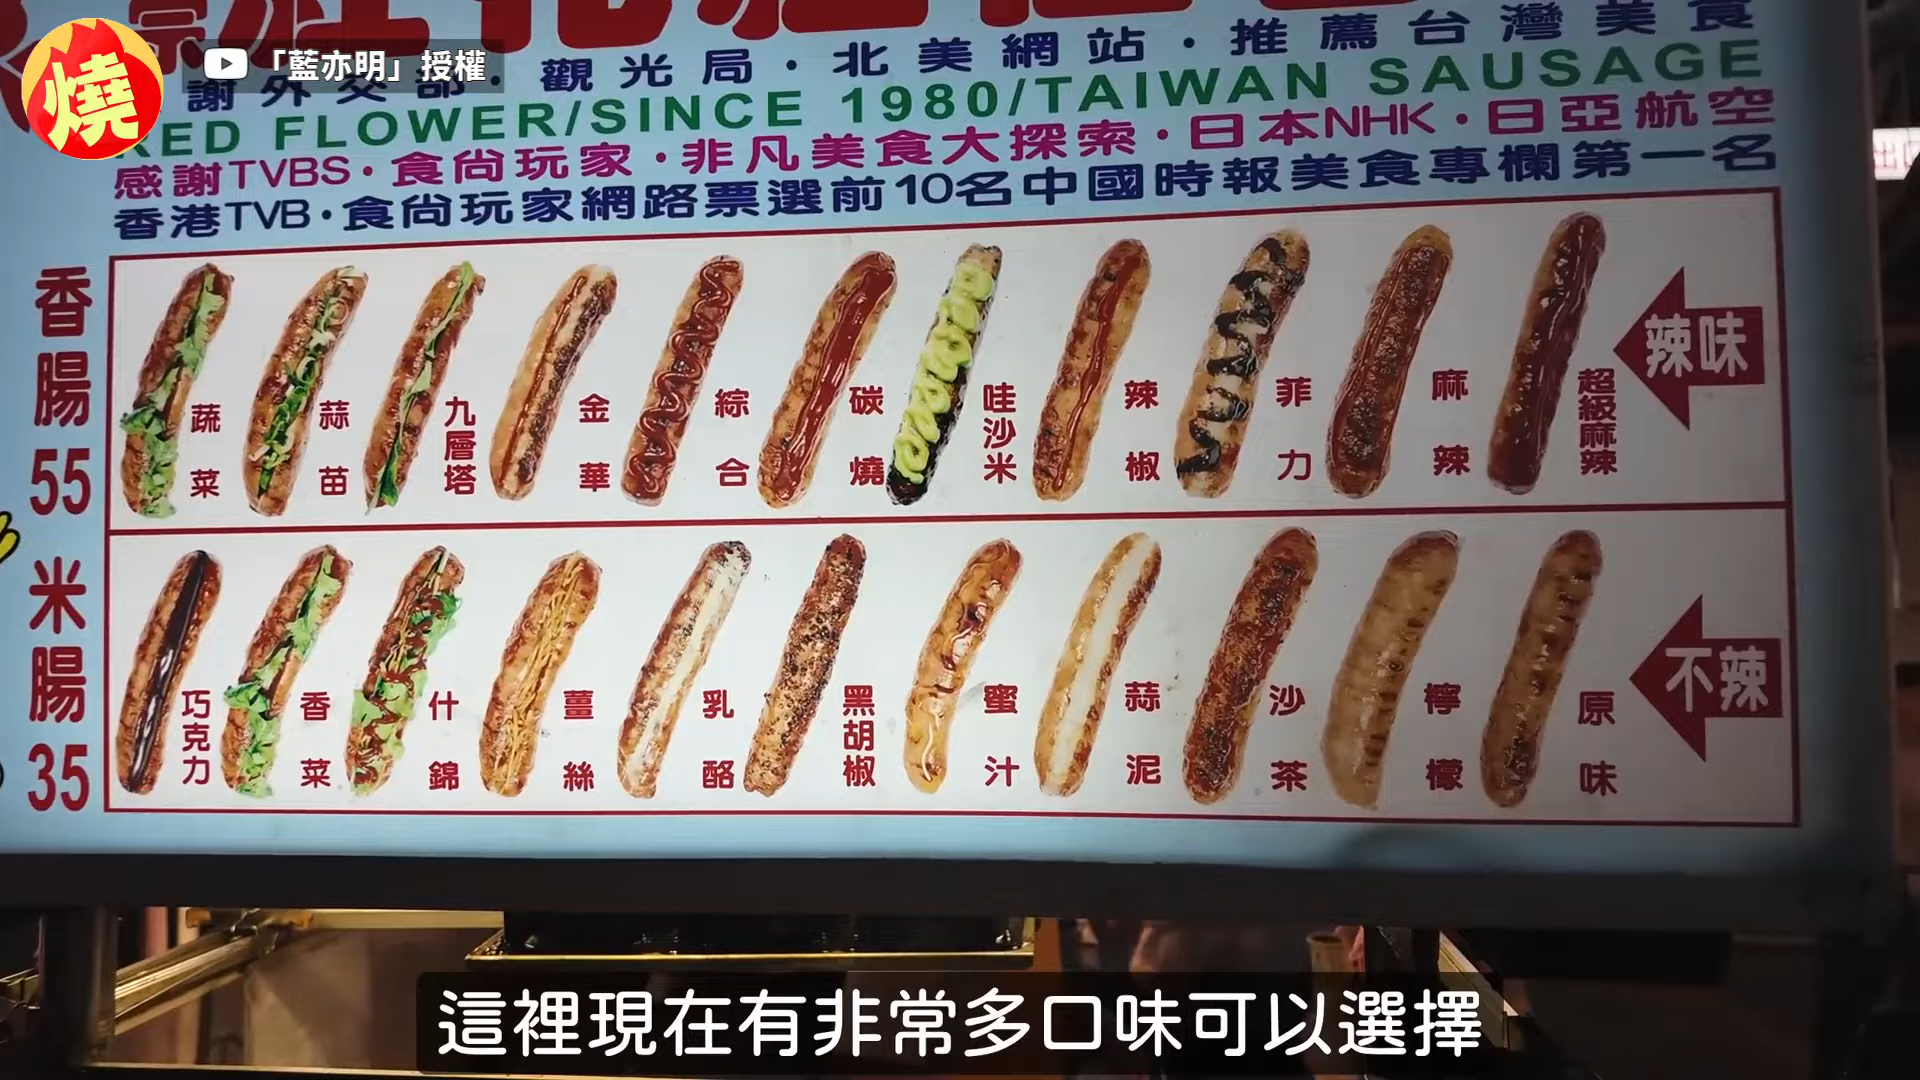 燒
「藍亦明」授權
謝外交部·觀光局·北美網站·推薦台灣美食
RED FLOWER/SINCE 1980/TAIWAN SAUSAGE
感謝TVBS·食尚玩家·非凡美食大探索·日本NHK·日亞航空
香港TVB·食尚玩家網路票選前10名中國時報美食專欄第一名
香腸55
米腸35
蔬菜
蒜苗
九層塔
金華
綜合
碳燒
哇沙米
辣椒
菲力
麻辣
超級麻辣
辣味
巧克力
香菜
什錦
薑絲
乳酪
黑胡椒
蜜汁
蒜泥
沙茶
檸檬
原味
不辣
這裡現在有非常多口味可以選擇